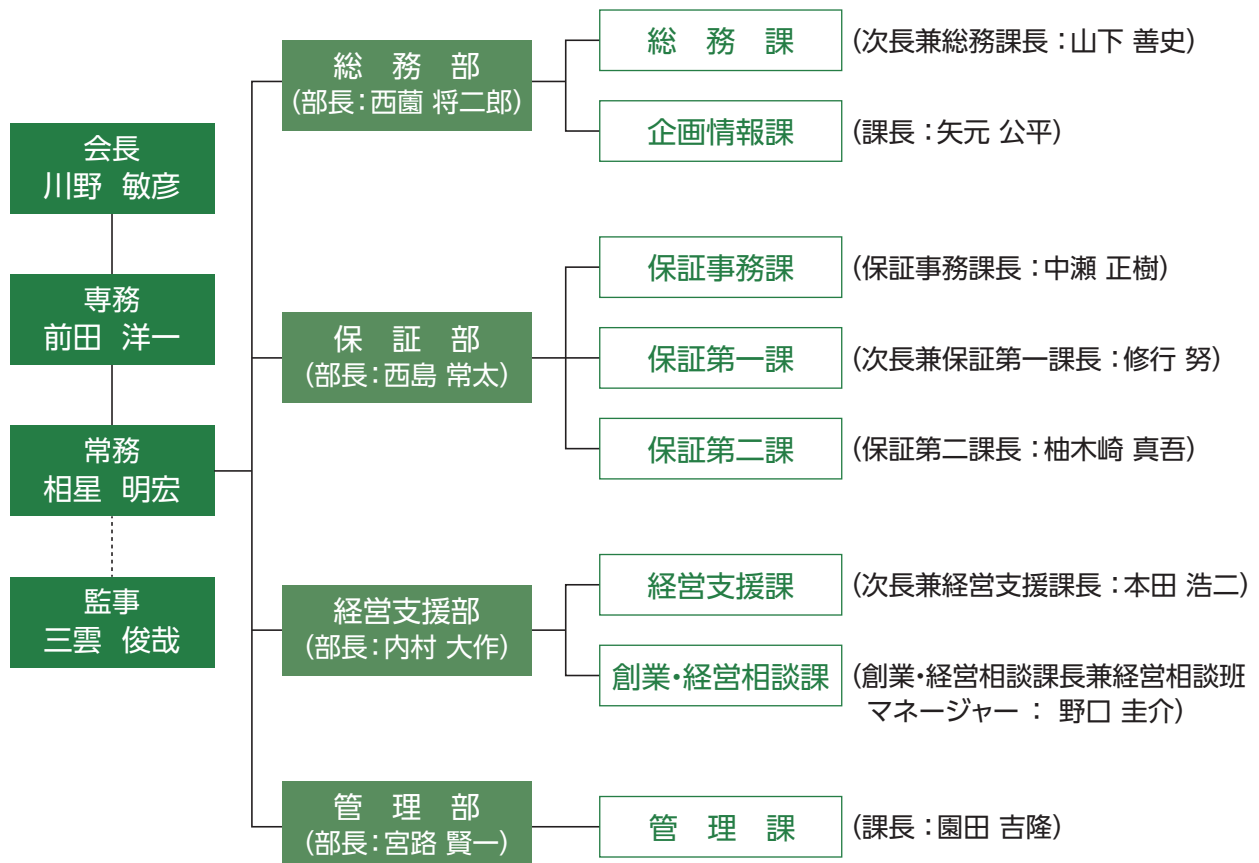 会長
川野 敏彦
専務
前田 洋一
常務
相星 明宏
監事
三雲 俊哉
総 務 部
(部長：西薗 将二郎)
総 務 課
(次長兼総務課長：山下 善史)
企画情報課
(課長：矢元 公平)
保 証 部
(部長：西島 常太)
保証事務課
(保証事務課長：中瀬 正樹)
保証第一課
(次長兼保証第一課長：修行 努)
保証第二課
(保証第二課長：柚木崎 真吾)
経営支援部
(部長：内村 大作)
経営支援課
(次長兼経営支援課長：本田 浩二)
創業・経営相談課
(創業・経営相談課長兼経営相談班
マネージャー： 野口 圭介)
管 理 部
(部長：宮路 賢一)
管 理 課
(課長：園田 吉隆)